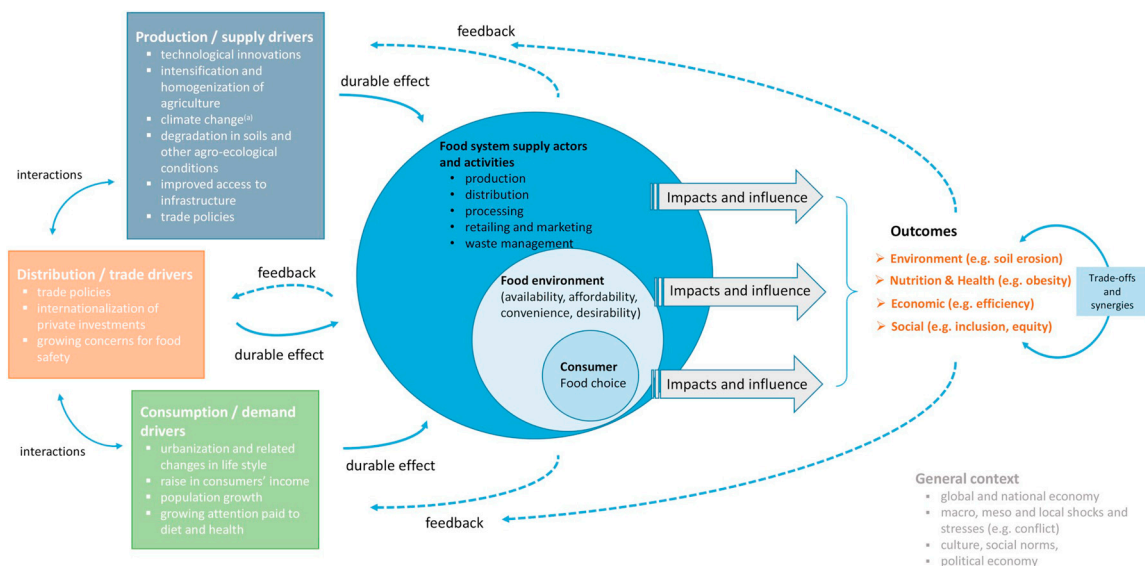 Production / supply drivers
▪ technological innovations
▪ intensification and
homogenization of
agriculture
▪ climate change(a)
▪ degradation in soils and
other agro-ecological
conditions
▪ improved access to
infrastructure
▪ trade policies
interactions
Distribution / trade drivers
▪ trade policies
▪ internationalization of
private investments
▪ growing concerns for food
safety
interactions
Consumption / demand
drivers
▪ urbanization and related
changes in life style
▪ raise in consumers' income
▪ population growth
▪ growing attention paid to
diet and health
feedback
durable effect
feedback
durable effect
durable effect
feedback
Food system supply actors
and activities
• production
• distribution
• processing
• retailing and marketing
• waste management
Food environment
(availability, affordability,
convenience, desirability)
Consumer
Food choice
Impacts and influence
Impacts and influence
Impacts and influence
Outcomes
➢ Environment (e.g. soil erosion)
➢ Nutrition & Health (e.g. obesity)
➢ Economic (e.g. efficiency)
➢ Social (e.g. inclusion, equity)
Trade-offs
and
synergies
General context
▪ global and national economy
▪ macro, meso and local shocks and
stresses (e.g. conflict)
▪ culture, social norms,
▪ political economy